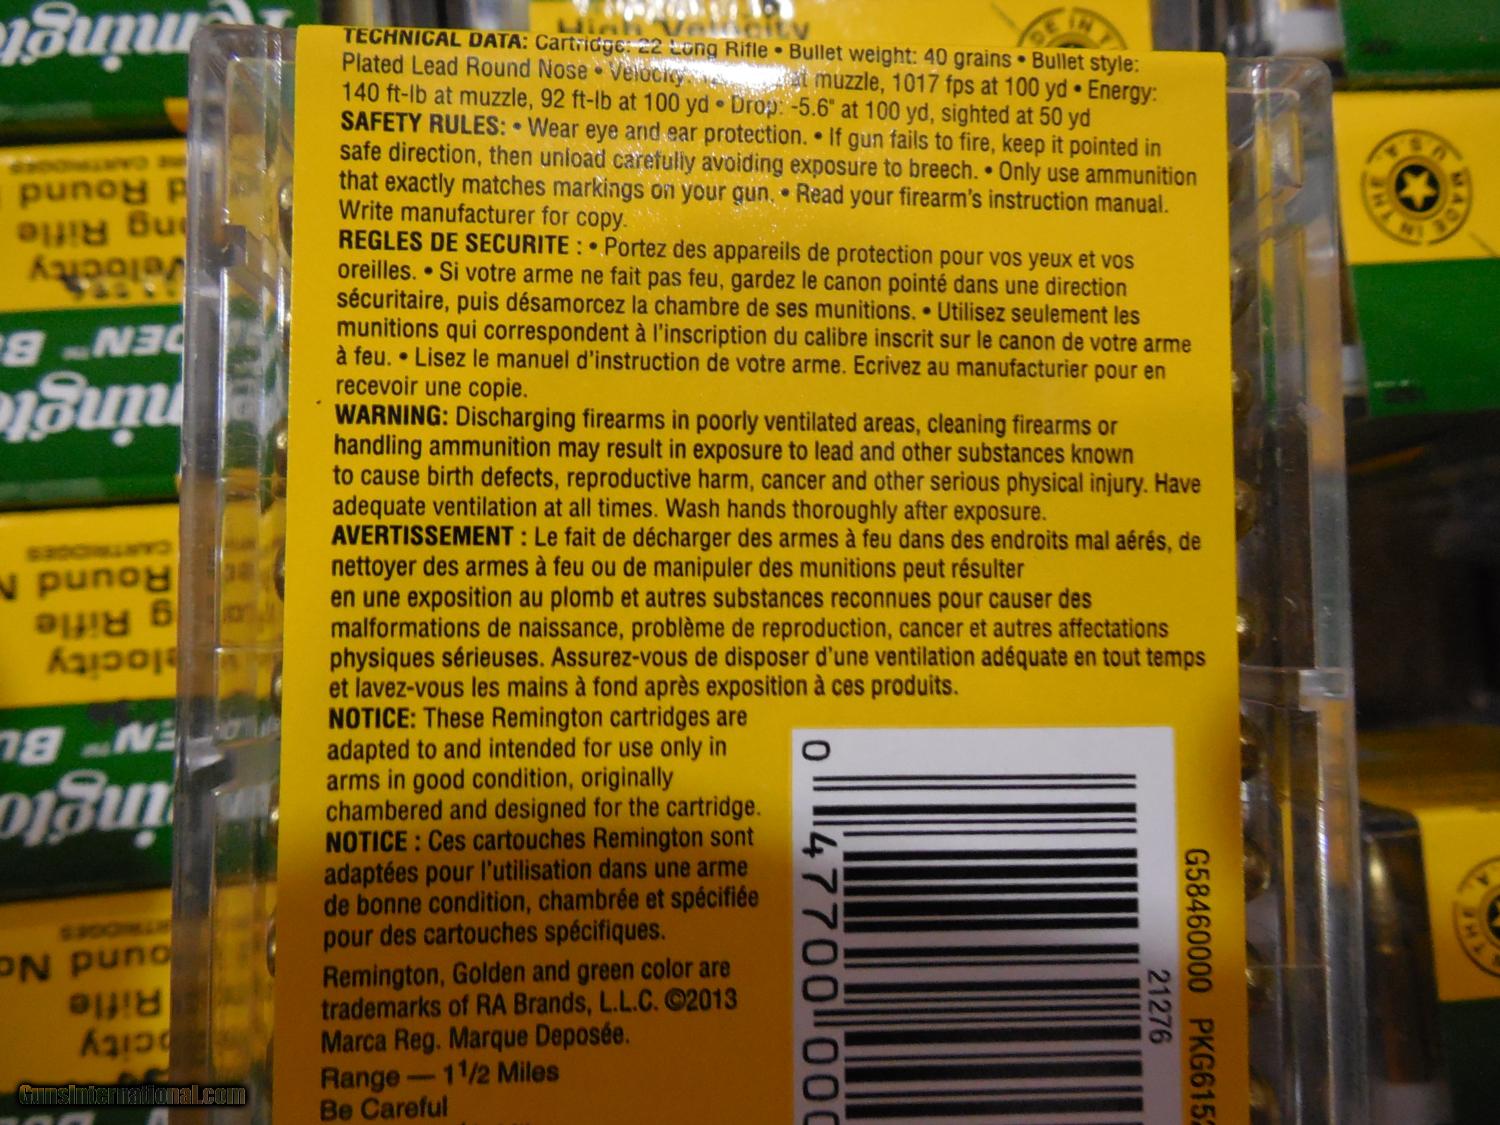 High Velocity
TECHNICAL DATA: Cartridge: 22 Long Rifle • Bullet weight: 40 grains • Bullet style:
Plated Lead Round Nose • Velocity: at muzzle, 1017 fps at 100 yd • Energy:
140 ft-lb at muzzle, 92 ft-lb at 100 yd • Drop: -5.6" at 100 yd, sighted at 50 yd
SAFETY RULES: • Wear eye and ear protection. • If gun fails to fire, keep it pointed in
safe direction, then unload carefully avoiding exposure to breech. • Only use ammunition
that exactly matches markings on your gun. • Read your firearm's instruction manual.
Write manufacturer for copy.
REGLES DE SECURITE : • Portez des appareils de protection pour vos yeux et vos
oreilles. • Si votre arme ne fait pas feu, gardez le canon pointé dans une direction
sécuritaire, puis désamorcez la chambre de ses munitions. • Utilisez seulement les
munitions qui correspondent à l'inscription du calibre inscrit sur le canon de votre arme
à feu. • Lisez le manuel d'instruction de votre arme. Ecrivez au manufacturier pour en
recevoir une copie.
WARNING: Discharging firearms in poorly ventilated areas, cleaning firearms or
handling ammunition may result in exposure to lead and other substances known
to cause birth defects, reproductive harm, cancer and other serious physical injury. Have
adequate ventilation at all times. Wash hands thoroughly after exposure.
AVERTISSEMENT : Le fait de décharger des armes à feu dans des endroits mal aérés, de
nettoyer des armes à feu ou de manipuler des munitions peut résulter
en une exposition au plomb et autres substances reconnues pour causer des
malformations de naissance, problème de reproduction, cancer et autres affectations
physiques sérieuses. Assurez-vous de disposer d'une ventilation adéquate en tout temps
et lavez-vous les mains à fond après exposition à ces produits.
NOTICE: These Remington cartridges are
adapted to and intended for use only in
arms in good condition, originally
chambered and designed for the cartridge.
NOTICE : Ces cartouches Remington sont
adaptées pour l'utilisation dans une arme
de bonne condition, chambrée et spécifiée
pour des cartouches spécifiques.
Remington, Golden and green color are
trademarks of RA Brands, L.L.C. ©2013
Marca Reg. Marque Deposée.
Range — 1 1/2 Miles
Be Careful
0 47700 00
21276
G58460000 PKG615
MADE IN THE U.S.A.
GunsInternational.com